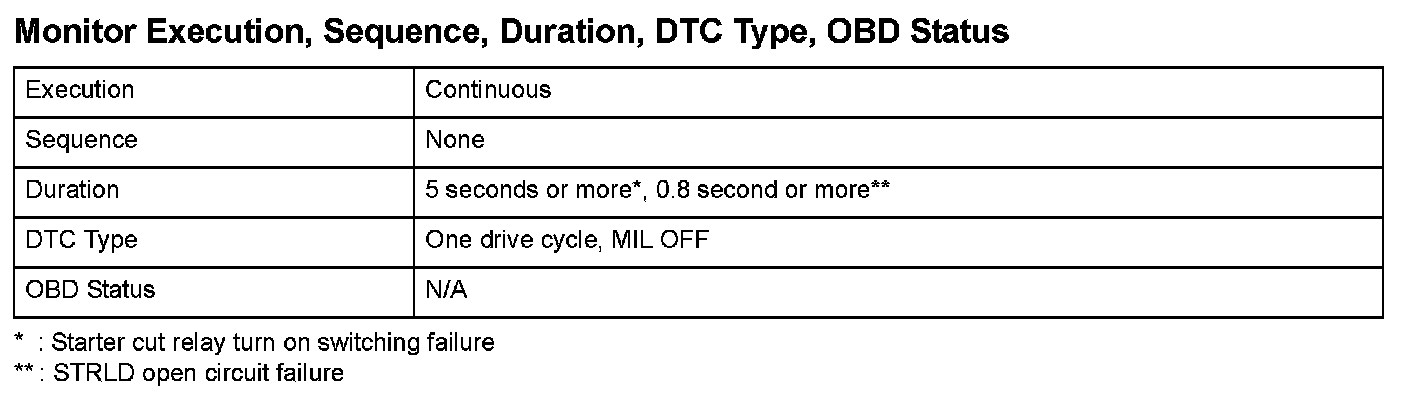 Monitor Execution, Sequence, Duration, DTC Type, OBD Status
Execution Continuous
Sequence None
Duration 5 seconds or more*, 0.8 second or more**
DTC Type One drive cycle, MIL OFF
OBD Status N/A
* : Starter cut relay turn on switching failure
** : STRLD open circuit failure